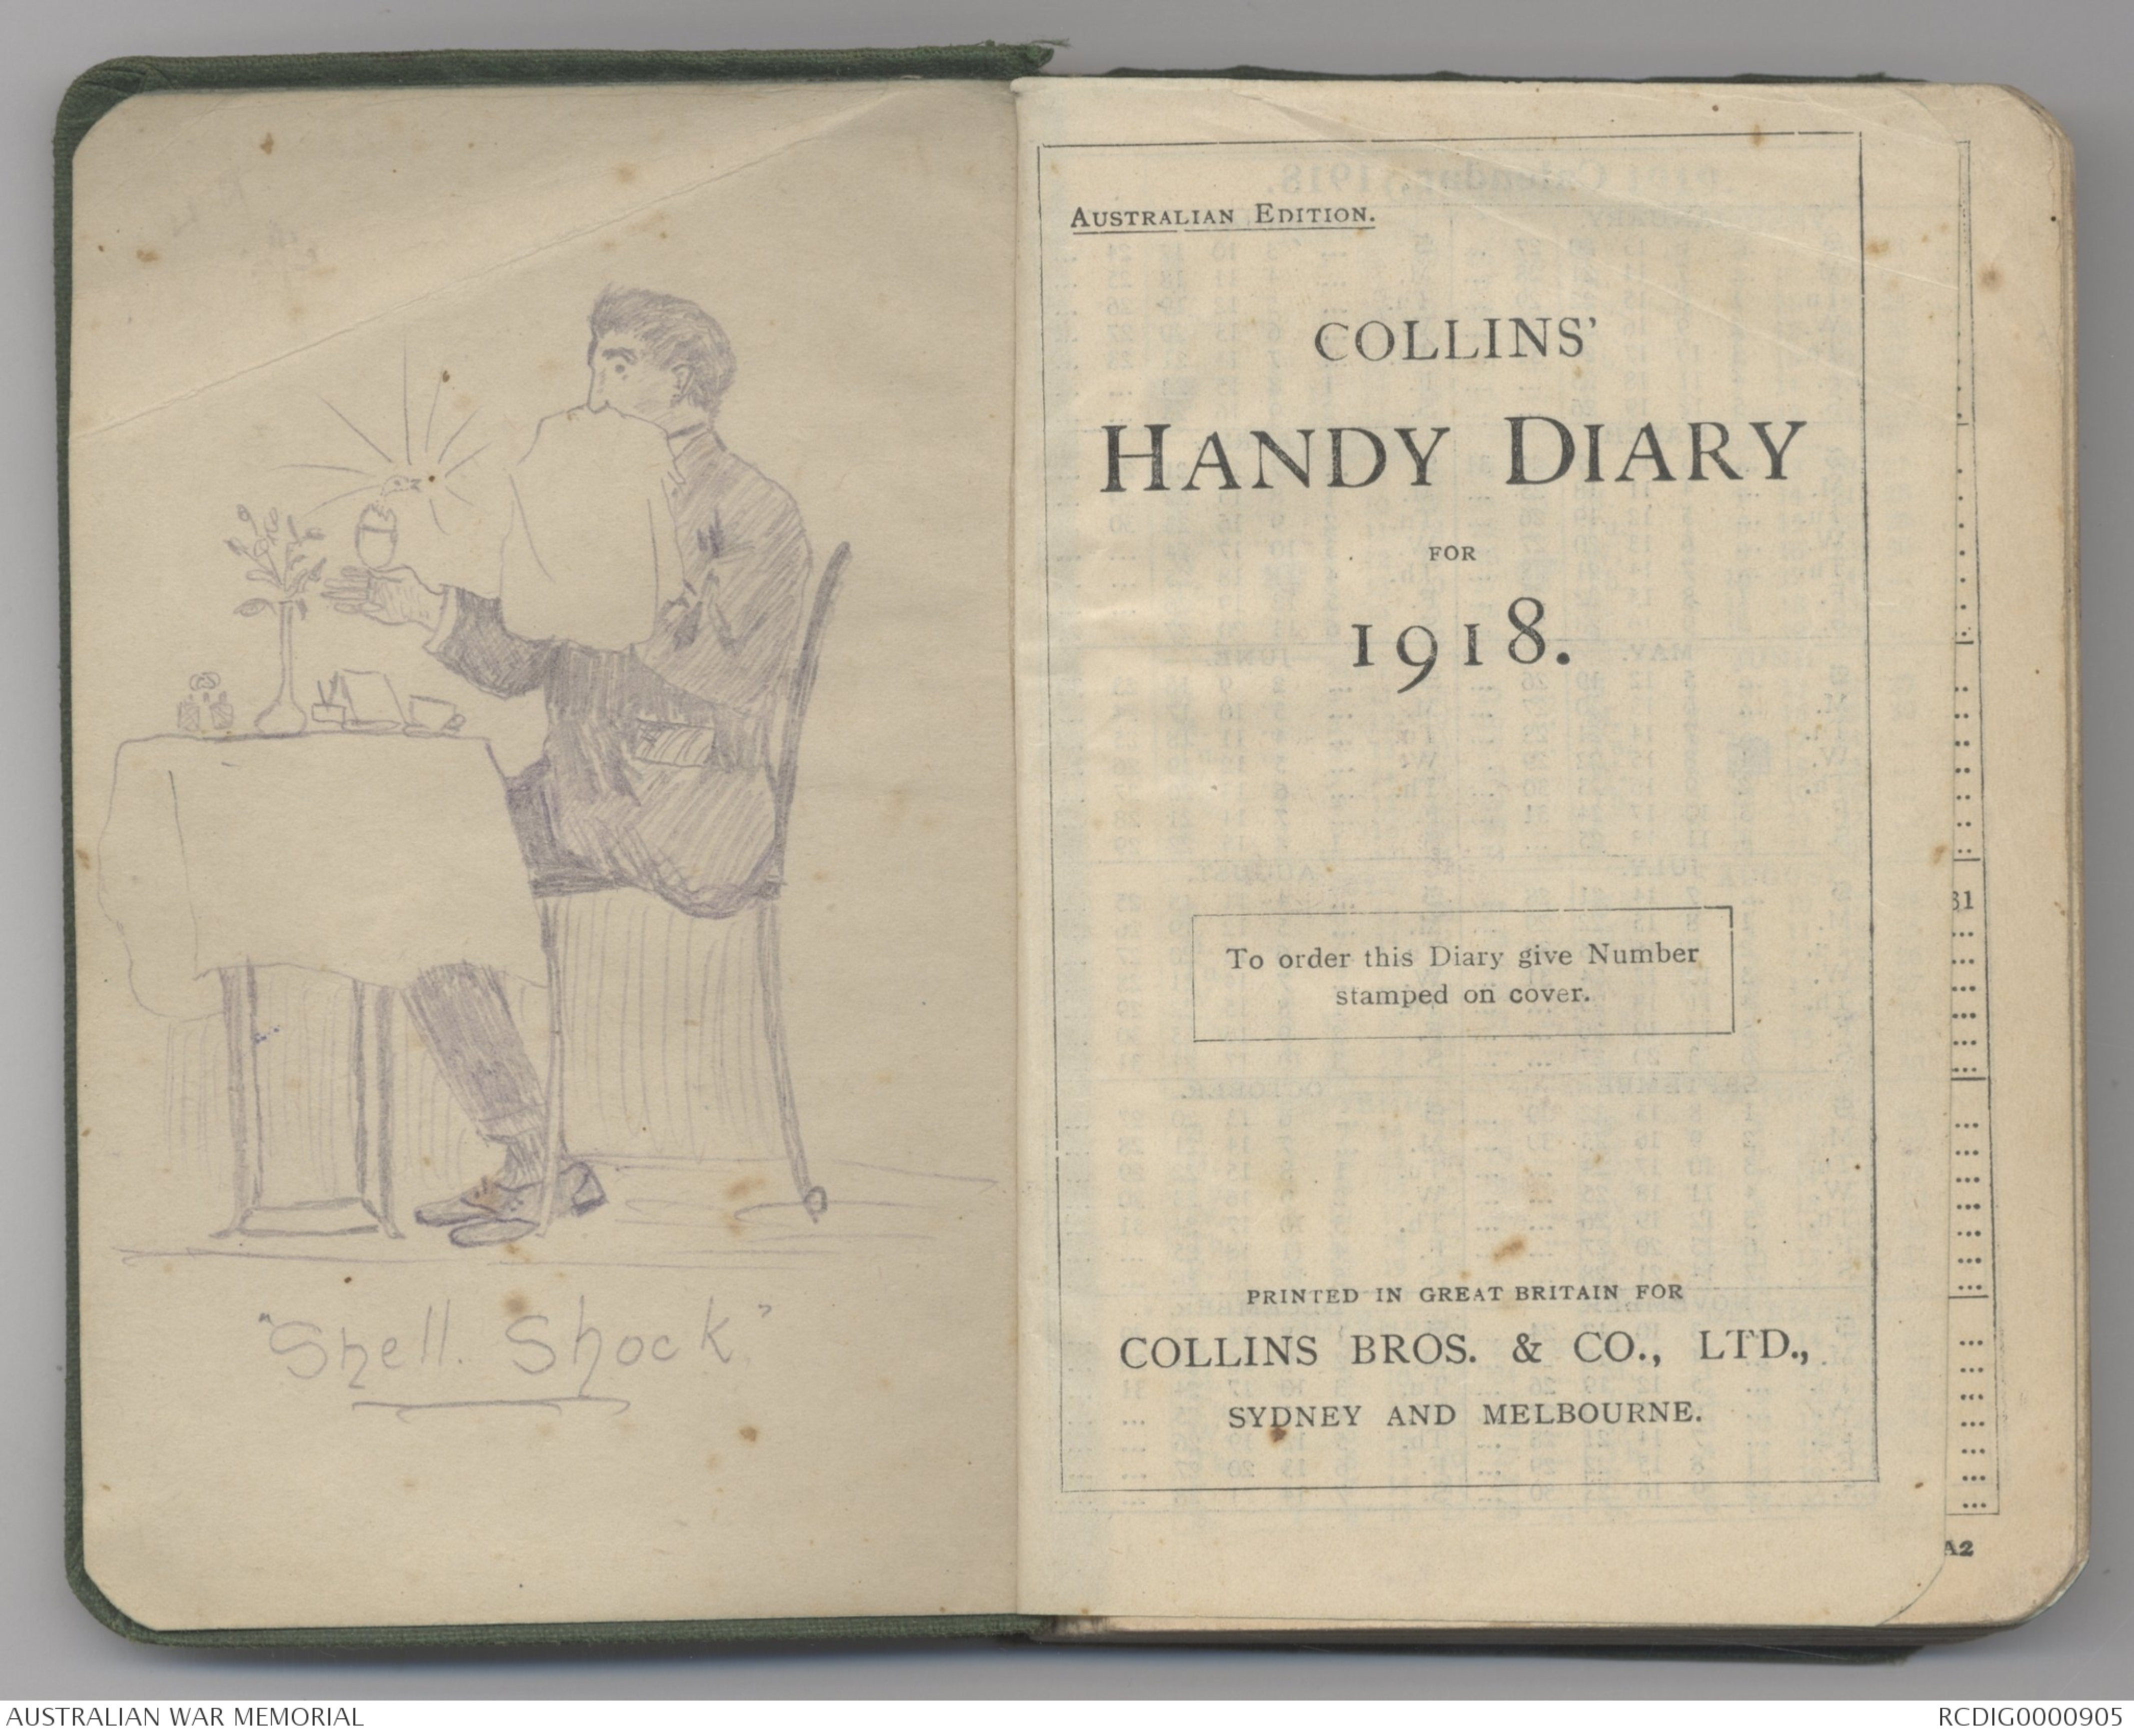 "Shell. Shock"
AUSTRALIAN EDITION.
COLLINS'
HANDY DIARY
FOR
1918.
To order this Diary give Number
stamped on cover.
PRINTED IN GREAT BRITAIN FOR
COLLINS BROS. & CO., LTD.,
SYDNEY AND MELBOURNE.
31
A2
AUSTRALIAN WAR MEMORIAL
RCDIG0000905